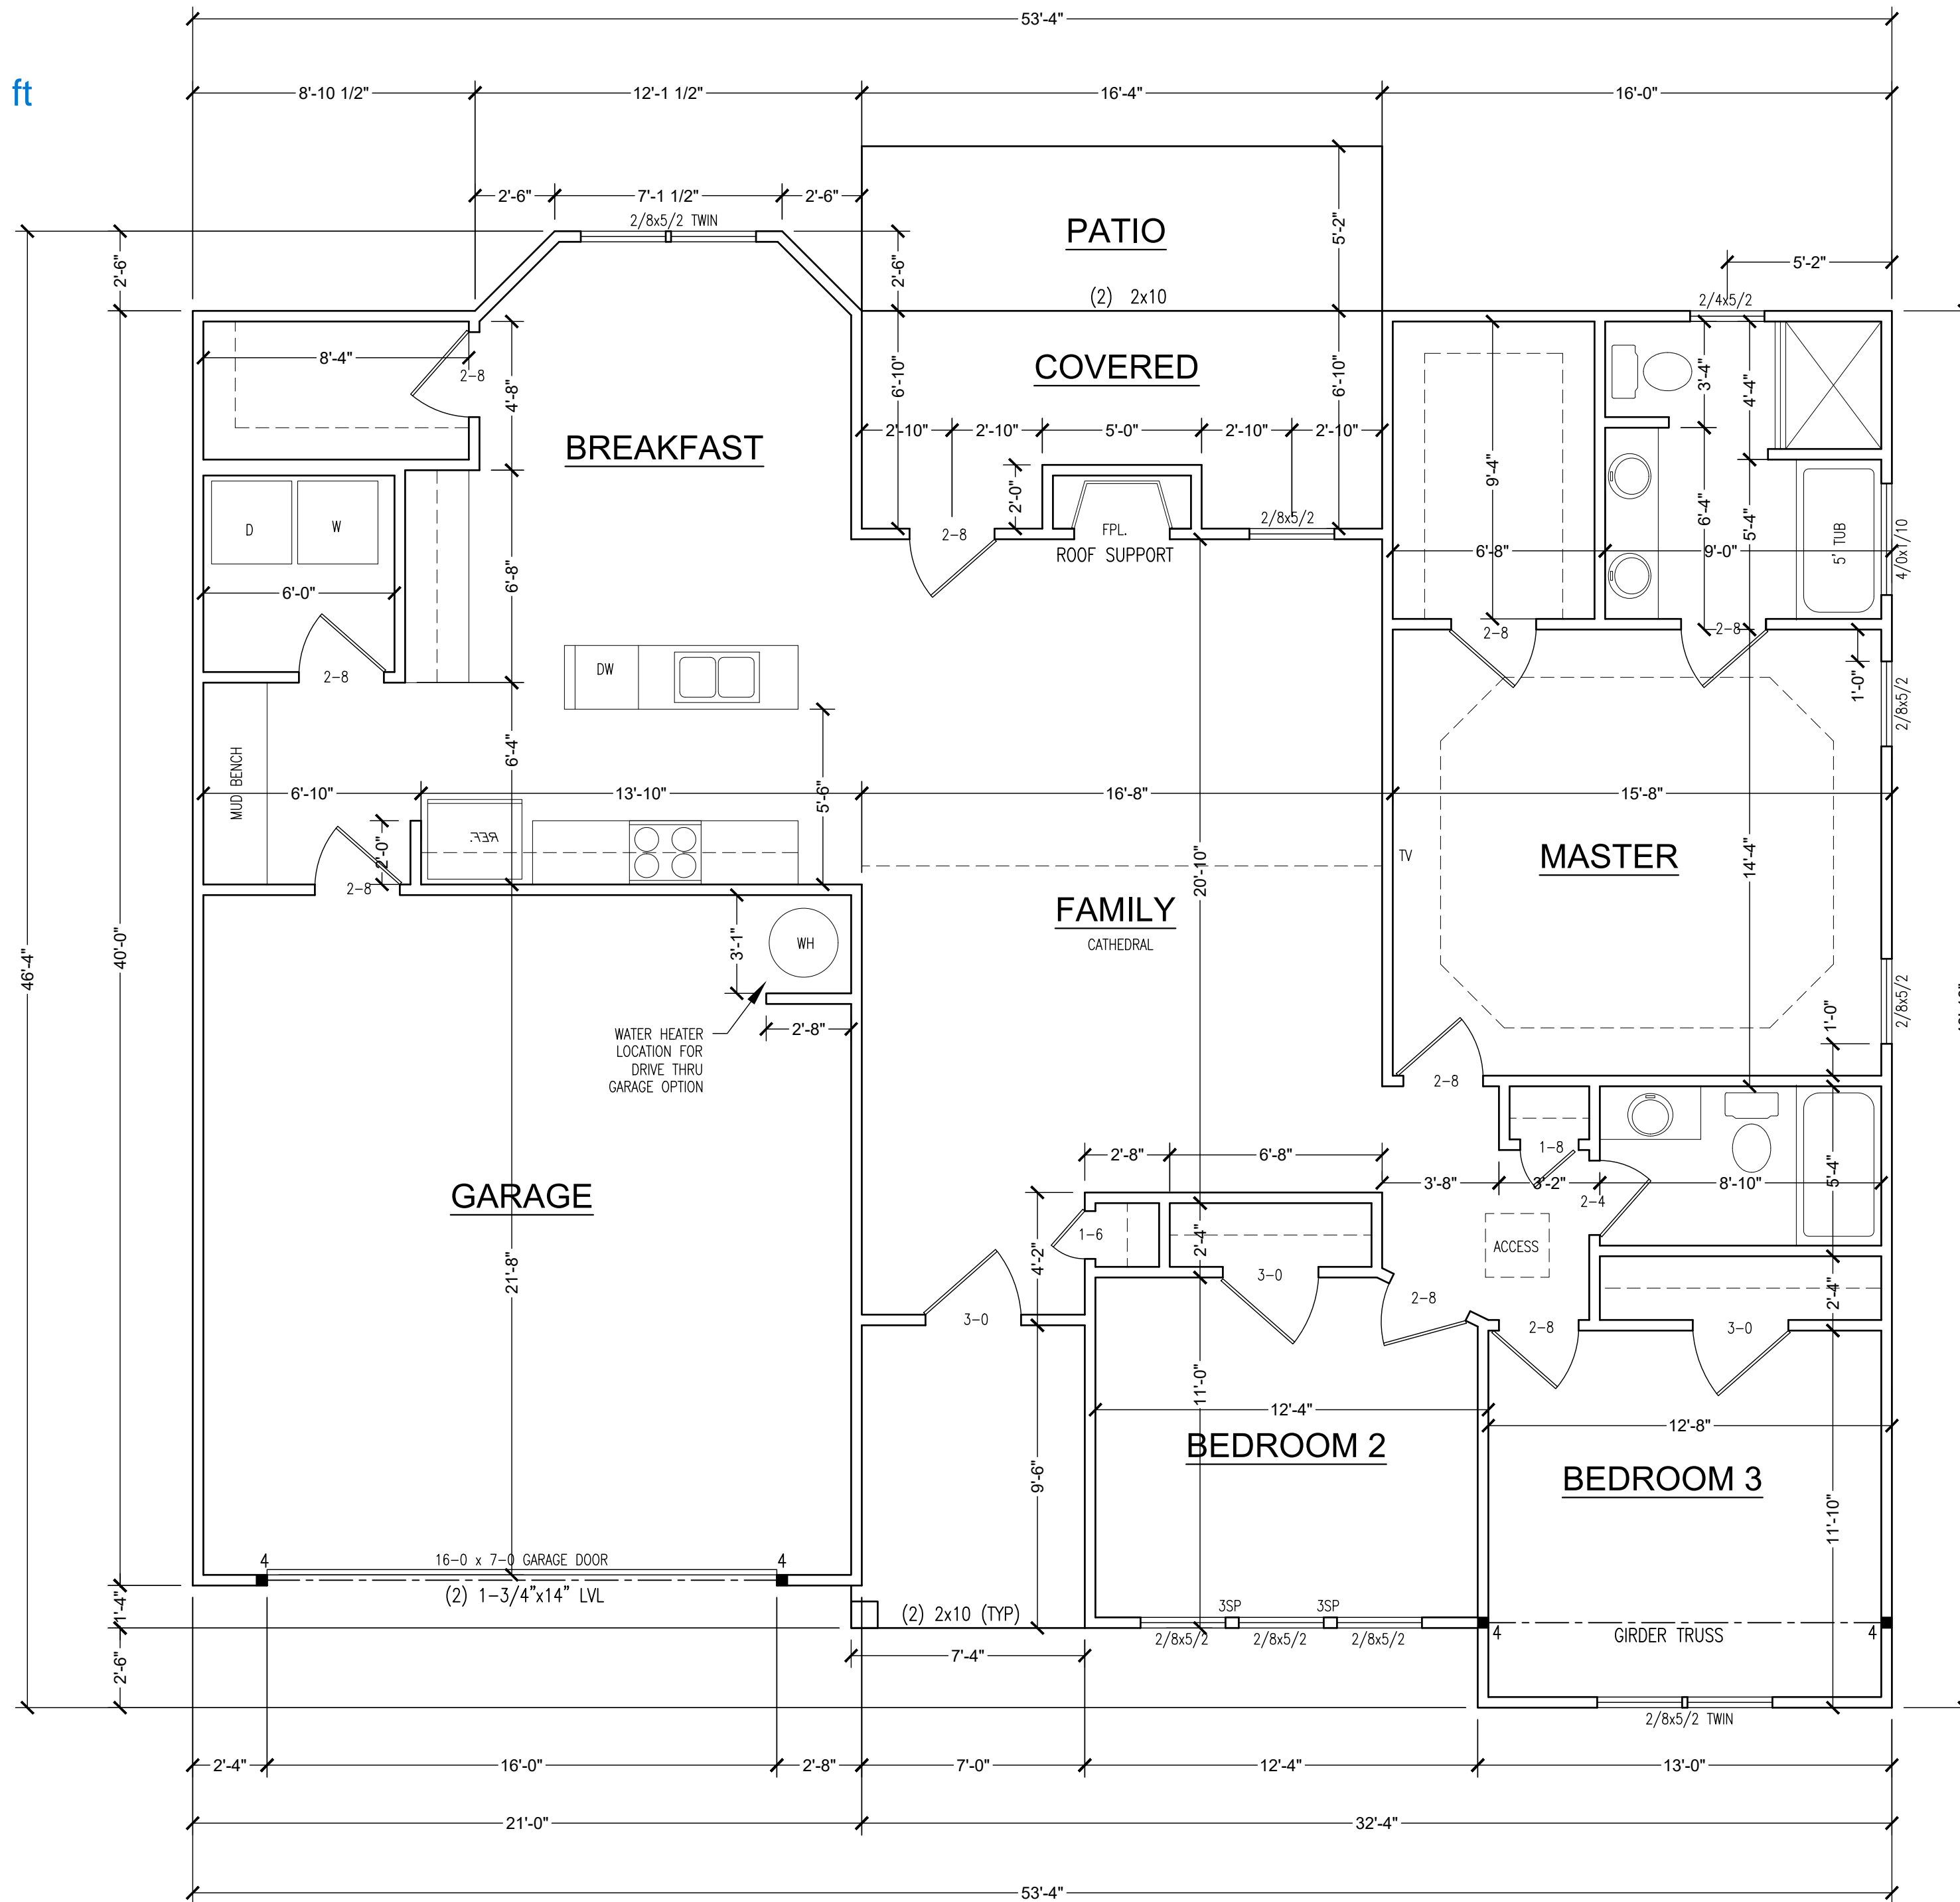 53'-4"
ft
8'-10 1/2" 12'-1 1/2" 16'-4" 16'-0"
2'-6" 7'-1 1/2" 2'-6"
2/8x5/2 TWIN
PATIO
5'-2"
2'-6"
2'-6"
5'-2"
(2) 2x10
2/4x5/2
8'-4"
2-8
4'-8"
6'-10"
COVERED
6'-10"
3'-4"
4'-4"
BREAKFAST
2'-10" 2'-10" 5'-0" 2'-10" 2'-10"
9'-4"
2'-0"
D
W
2-8
FPL.
2/8x5/2
ROOF SUPPORT
6'-4"
5'-4"
5' TUB
4/0x1/10
6'-8" 9'-0"
6'-0"
6'-8"
2-8
2-8
2-8
DW
2-8
1'-0"
2/8x5/2
MUD BENCH
6'-4"
5'-6"
6'-10" 13'-10" 16'-8" 15'-8"
REF.
2'-0"
2-8
TV
MASTER
14'-4"
20'-10"
FAMILY
CATHEDRAL
46'-4"
40'-0"
3'-1"
WH
2'-8"
WATER HEATER
LOCATION FOR
DRIVE THRU
GARAGE OPTION
2/8x5/2
1'-0"
2-8
1-8
2'-8" 6'-8"
3'-8" 3'-2" 8'-10"
5'-4"
2-4
GARAGE
1-6
2'-4"
4'-2"
ACCESS
21'-8"
3-0
2-8
2'-4"
3-0
2-8
3-0
11'-0"
12'-4"
12'-8"
BEDROOM 2
BEDROOM 3
9'-6"
11'-10"
4
16-0 x 7-0 GARAGE DOOR
4
(2) 1-3/4"x14" LVL
1'-4"
(2) 2x10 (TYP)
3SP
3SP
2/8x5/2
2/8x5/2
2/8x5/2
4
GIRDER TRUSS
4
2'-6"
7'-4"
2/8x5/2 TWIN
2'-4" 16'-0" 2'-8" 7'-0" 12'-4" 13'-0"
21'-0" 32'-4"
53'-4"